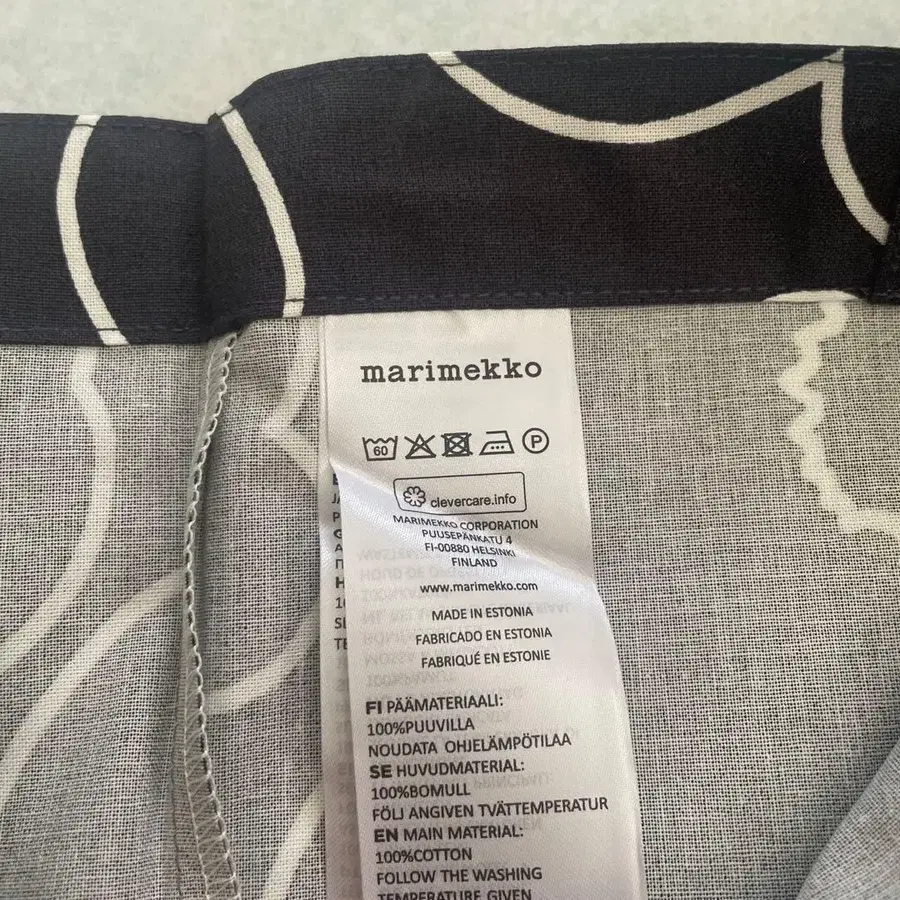 marimekko
60 P
clevercare.info
MARIMEKKO CORPORATION
PUUSEPÄNKATU 4
FI-00880 HELSINKI
FINLAND
www.marimekko.com
MADE IN ESTONIA
FABRICADO EN ESTONIA
FABRIQUÉ EN ESTONIE
FI PÄÄMATERIAALI:
100%PUUVILLA
NOUDATA OHJELÄMPÖTILAA
SE HUVUDMATERIAL:
100%BOMULL
FÖLJ ANGIVEN TVÄTTEMPERATUR
EN MAIN MATERIAL:
100%COTTON
FOLLOW THE WASHING
TEMPERATURE GIVEN